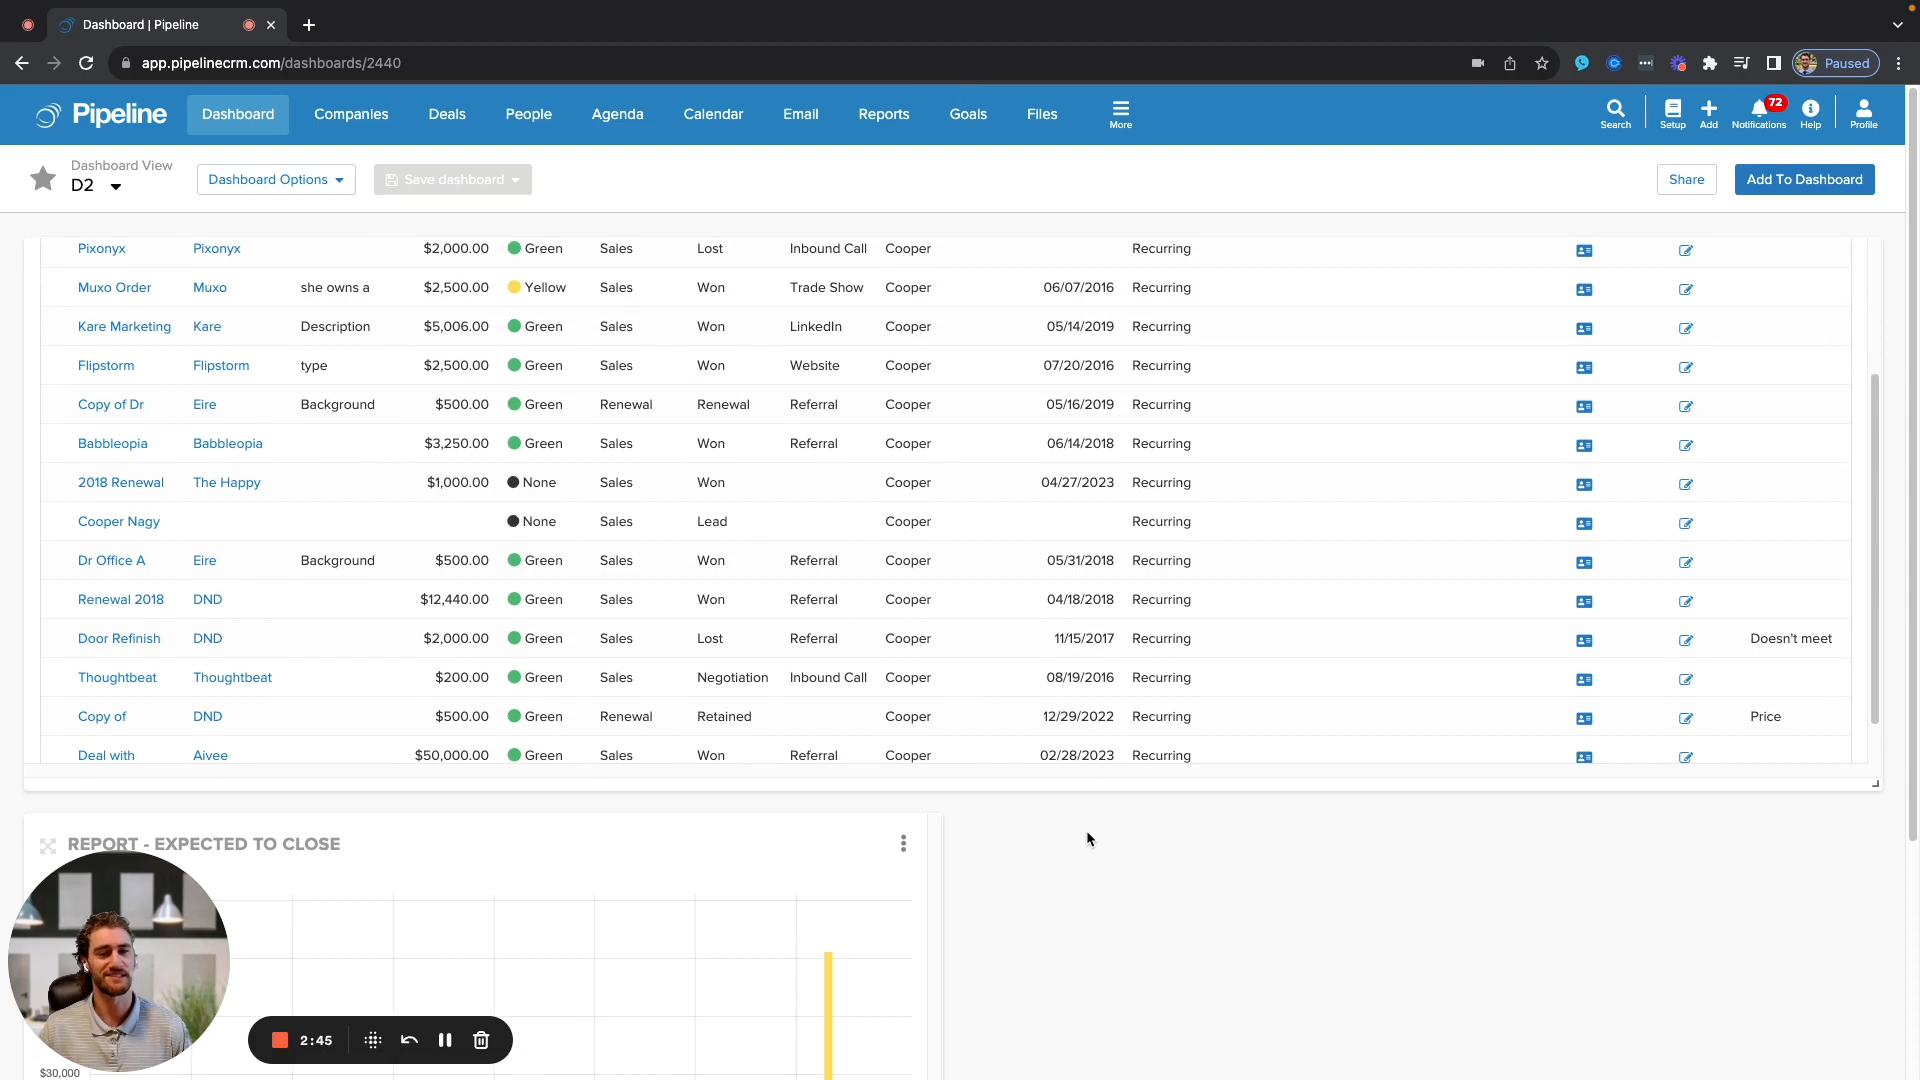 Dashboard | Pipeline
app.pipelinecrm.com/dashboards/2440
Paused
Pipeline Dashboard Companies Deals People Agenda Calendar Email Reports Goals Files More Search Setup Add Notifications 72 Help Profile
Dashboard View
D2 Dashboard Options Save dashboard Share Add To Dashboard
Pixonyx Pixonyx $2,000.00 Green Sales Lost Inbound Call Cooper Recurring
Muxo Order Muxo she owns a $2,500.00 Yellow Sales Won Trade Show Cooper 06/07/2016 Recurring
Kare Marketing Kare Description $5,006.00 Green Sales Won LinkedIn Cooper 05/14/2019 Recurring
Flipstorm Flipstorm type $2,500.00 Green Sales Won Website Cooper 07/20/2016 Recurring
Copy of Dr Eire Background $500.00 Green Renewal Renewal Referral Cooper 05/16/2019 Recurring
Babbleopia Babbleopia $3,250.00 Green Sales Won Referral Cooper 06/14/2018 Recurring
2018 Renewal The Happy $1,000.00 None Sales Won Cooper 04/27/2023 Recurring
Cooper Nagy None Sales Lead Cooper Recurring
Dr Office A Eire Background $500.00 Green Sales Won Referral Cooper 05/31/2018 Recurring
Renewal 2018 DND $12,440.00 Green Sales Won Referral Cooper 04/18/2018 Recurring
Door Refinish DND $2,000.00 Green Sales Lost Referral Cooper 11/15/2017 Recurring Doesn't meet
Thoughtbeat Thoughtbeat $200.00 Green Sales Negotiation Inbound Call Cooper 08/19/2016 Recurring
Copy of DND $500.00 Green Renewal Retained Cooper 12/29/2022 Recurring Price
Deal with Aivee $50,000.00 Green Sales Won Referral Cooper 02/28/2023 Recurring
REPORT - EXPECTED TO CLOSE
2:45
$30,000